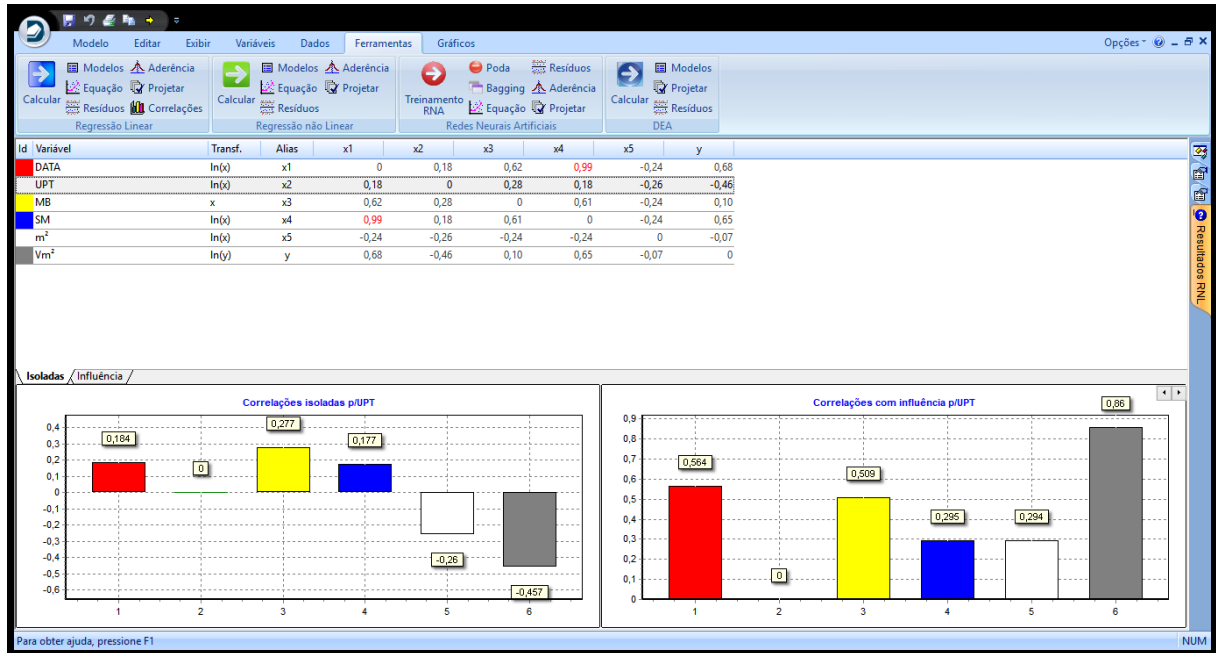 Modelo Editar Exibir Variáveis Dados Ferramentas Gráficos Opções
Calcular Modelos Aderência Equação Projetar Resíduos Correlações
Regressão Linear
Calcular Modelos Aderência Equação Projetar Resíduos
Regressão não Linear
Treinamento RNA Poda Resíduos Bagging Aderência Equação Projetar
Redes Neurais Artificiais
Calcular Modelos Projetar Resíduos
DEA
Id Variável Transf. Alias x1 x2 x3 x4 x5 y
DATA ln(x) x1 0 0,18 0,62 0,99 -0,24 0,68
UPT ln(x) x2 0,18 0 0,28 0,18 -0,26 -0,46
MB x x3 0,62 0,28 0 0,61 -0,24 0,10
SM ln(x) x4 0,99 0,18 0,61 0 -0,24 0,65
m² ln(x) x5 -0,24 -0,26 -0,24 -0,24 0 -0,07
Vm² ln(y) y 0,68 -0,46 0,10 0,65 -0,07 0
Resultados RNL
Isoladas Influência
Correlações isoladas p/UPT
0,4
0,3
0,2
0,1
0
-0,1
-0,2
-0,3
-0,4
-0,5
-0,6
0,184
0
0,277
0,177
-0,26
-0,457
1 2 3 4 5 6
Correlações com influência p/UPT
0,9
0,8
0,7
0,6
0,5
0,4
0,3
0,2
0,1
0
0,564
0
0,509
0,295
0,294
0,86
1 2 3 4 5 6
Para obter ajuda, pressione F1
NUM